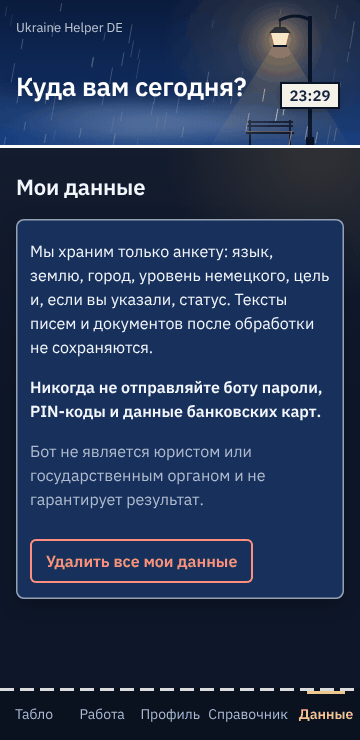 Ukraine Helper DE
Куда вам сегодня?
23:29
Мои данные
Мы храним только анкету: язык,
землю, город, уровень немецкого, цель
и, если вы указали, статус. Тексты
писем и документов после обработки
не сохраняются.
Никогда не отправляйте боту пароли,
PIN-коды и данные банковских карт.
Бот не является юристом или
государственным органом и не
гарантирует результат.
Удалить все мои данные
Табло Работа Профиль Справочник Данные